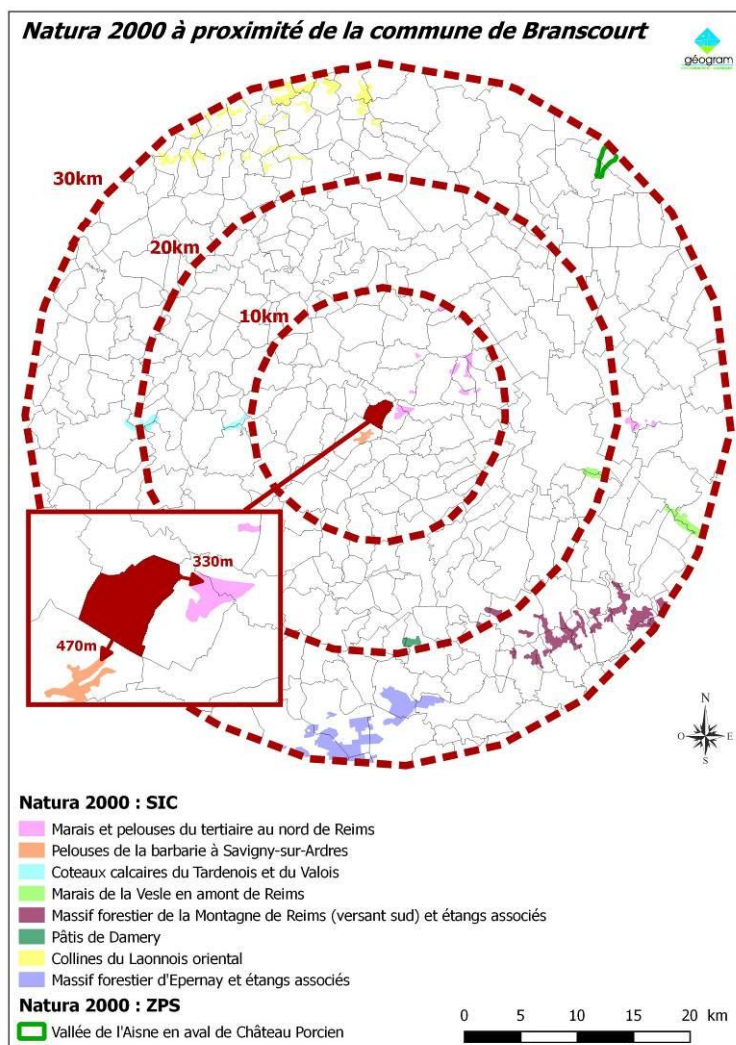 Natura 2000 à proximité de la commune de Branscourt
géogram
30km
20km
10km
330m
470m
N
O
E
S
Natura 2000 : SIC
Marais et pelouses du tertiaire au nord de Reims
Pelouses de la barbarie à Savigny-sur-Ardres
Coteaux calcaires du Tardenois et du Valois
Marais de la Vesle en amont de Reims
Massif forestier de la Montagne de Reims (versant sud) et étangs associés
Pâtis de Damery
Collines du Laonnois oriental
Massif forestier d'Epernay et étangs associés
Natura 2000 : ZPS
Vallée de l'Aisne en aval de Château Porcien
0 5 10 15 20 km